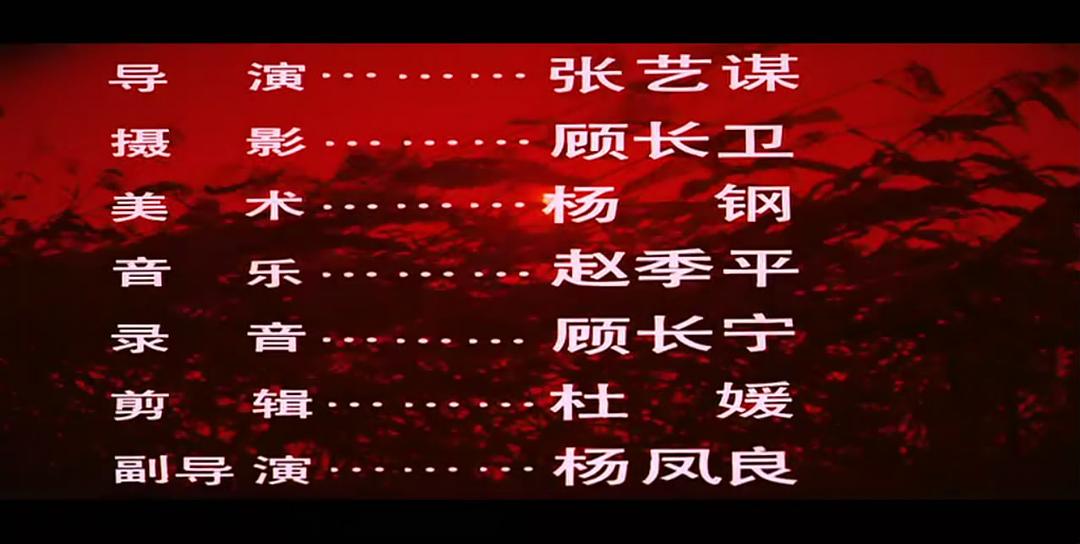 导 演……………张艺谋
摄 影……………顾长卫
美 术……………杨 钢
音 乐……………赵季平
录 音……………顾长宁
剪 辑……………杜 媛
副导演……………杨凤良